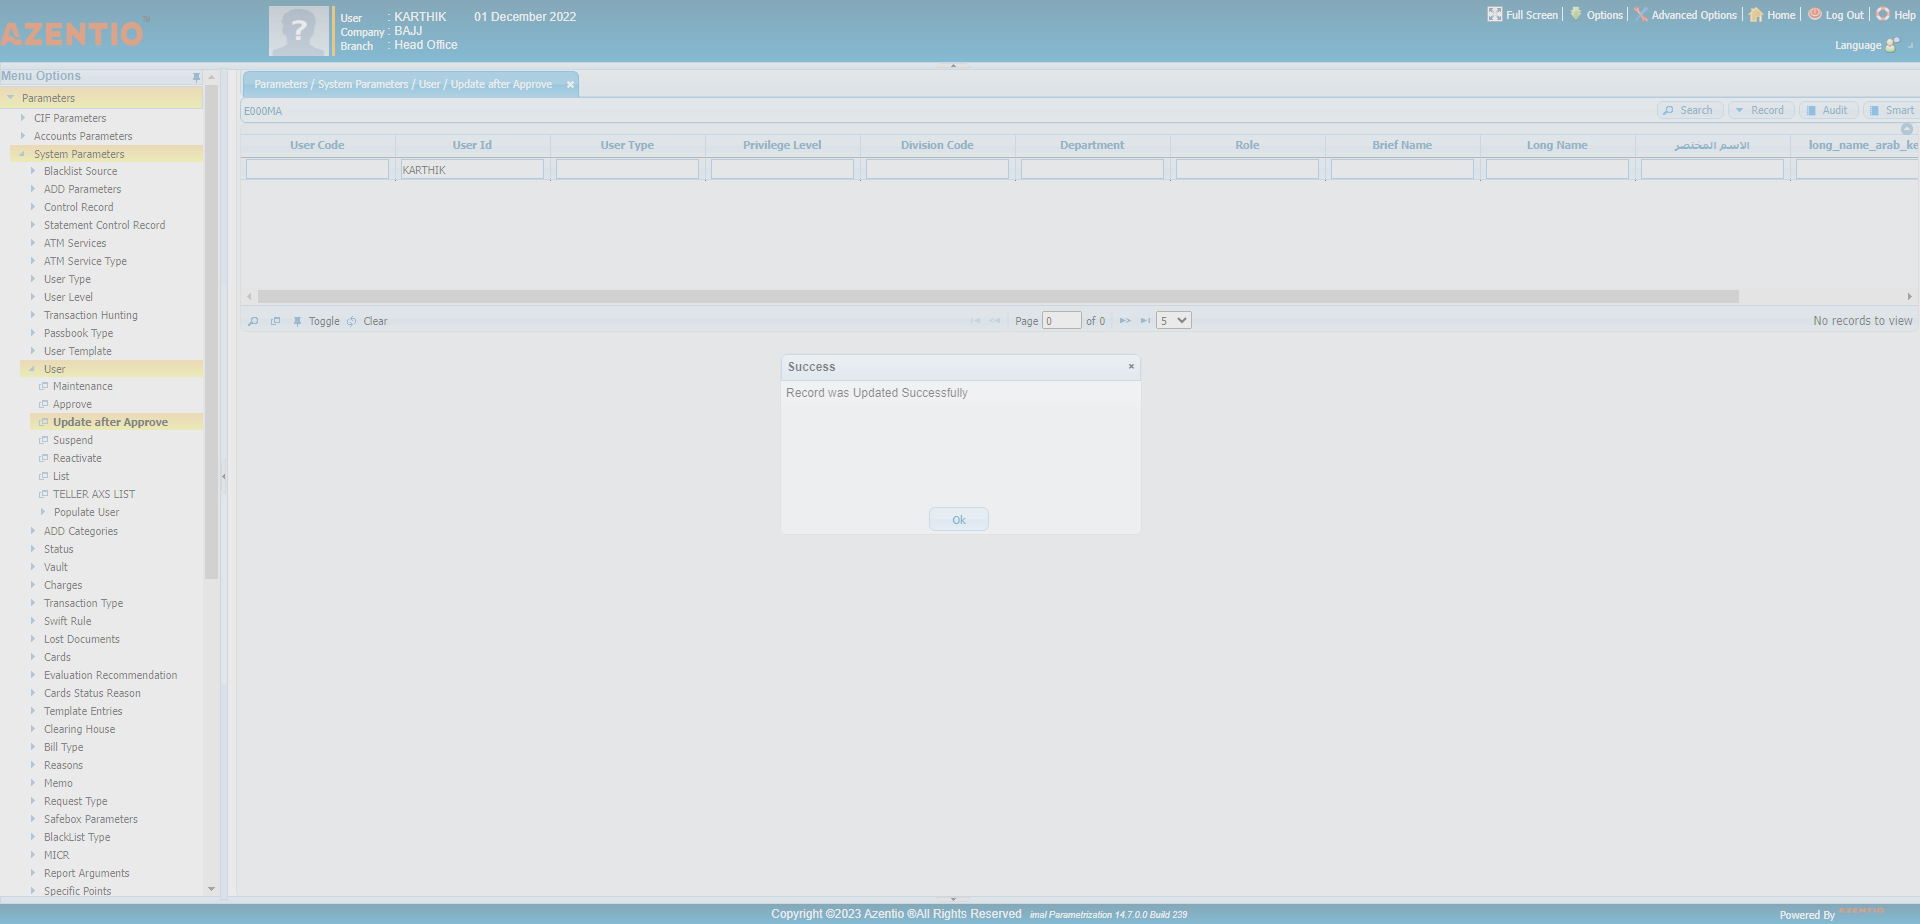 AZENTIO™
User : KARTHIK 01 December 2022
Company : BAJJ
Branch : Head Office
Full Screen Options Advanced Options Home Log Out Help
Language
Menu Options
Parameters
CIF Parameters
Accounts Parameters
System Parameters
Blacklist Source
ADD Parameters
Control Record
Statement Control Record
ATM Services
ATM Service Type
User Type
User Level
Transaction Hunting
Passbook Type
User Template
User
Maintenance
Approve
Update after Approve
Suspend
Reactivate
List
TELLER AXS LIST
Populate User
ADD Categories
Status
Vault
Charges
Transaction Type
Swift Rule
Lost Documents
Cards
Evaluation Recommendation
Cards Status Reason
Template Entries
Clearing House
Bill Type
Reasons
Memo
Request Type
Safebox Parameters
BlackList Type
MICR
Report Arguments
Specific Points
Parameters / System Parameters / User / Update after Approve
E000MA
Search Record Audit Smart
User Code User Id User Type Privilege Level Division Code Department Role Brief Name Long Name الاسم المختصر long_name_arab_ke
KARTHIK
Toggle Clear Page 0 of 0 5 No records to view
Success
Record was Updated Successfully
Ok
Copyright ©2023 Azentio ®All Rights Reserved imal Parametrization 14.7.0.0 Build 239
Powered By AZENTIO